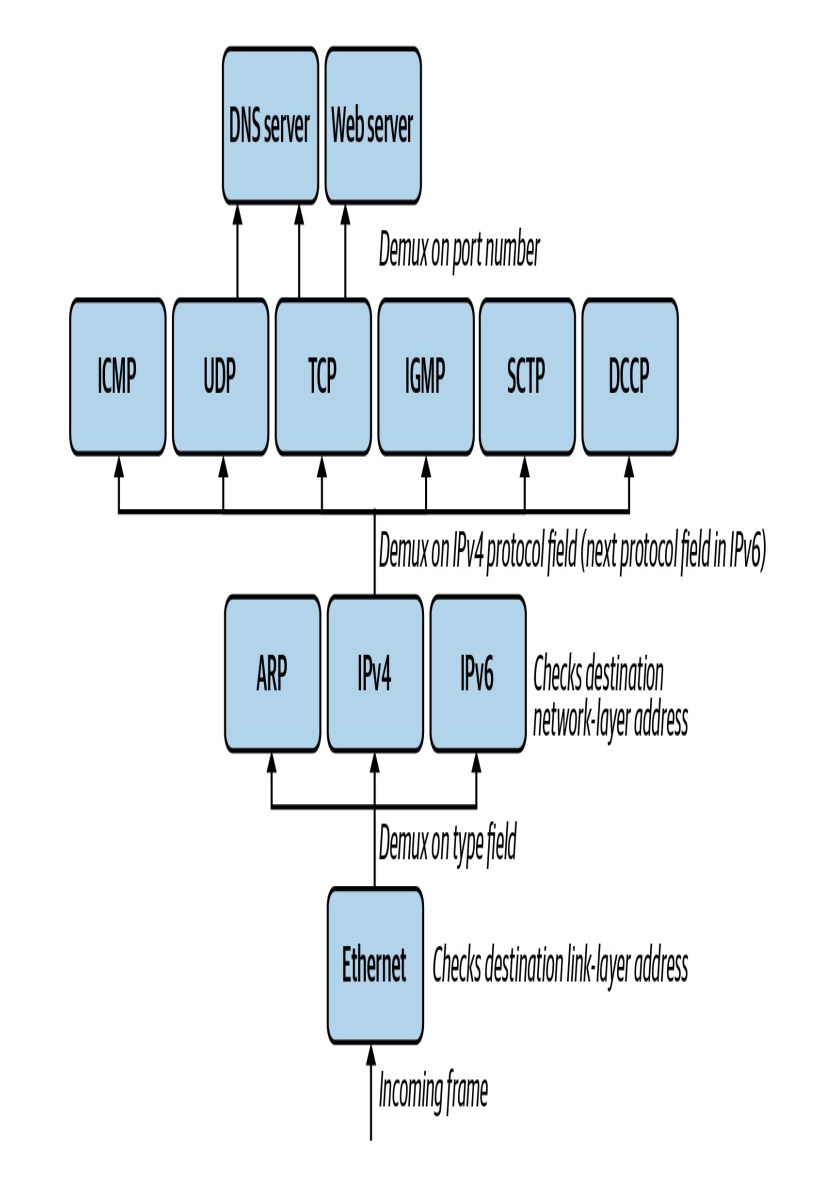 DNS server
Web server
Demux on port number
ICMP
UDP
TCP
IGMP
SCTP
DCCP
Demux on IPv4 protocol field (next protocol field in IPv6)
ARP
IPv4
IPv6
Checks destination
network-layer address
Demux on type field
Ethernet
Checks destination link-layer address
Incoming frame